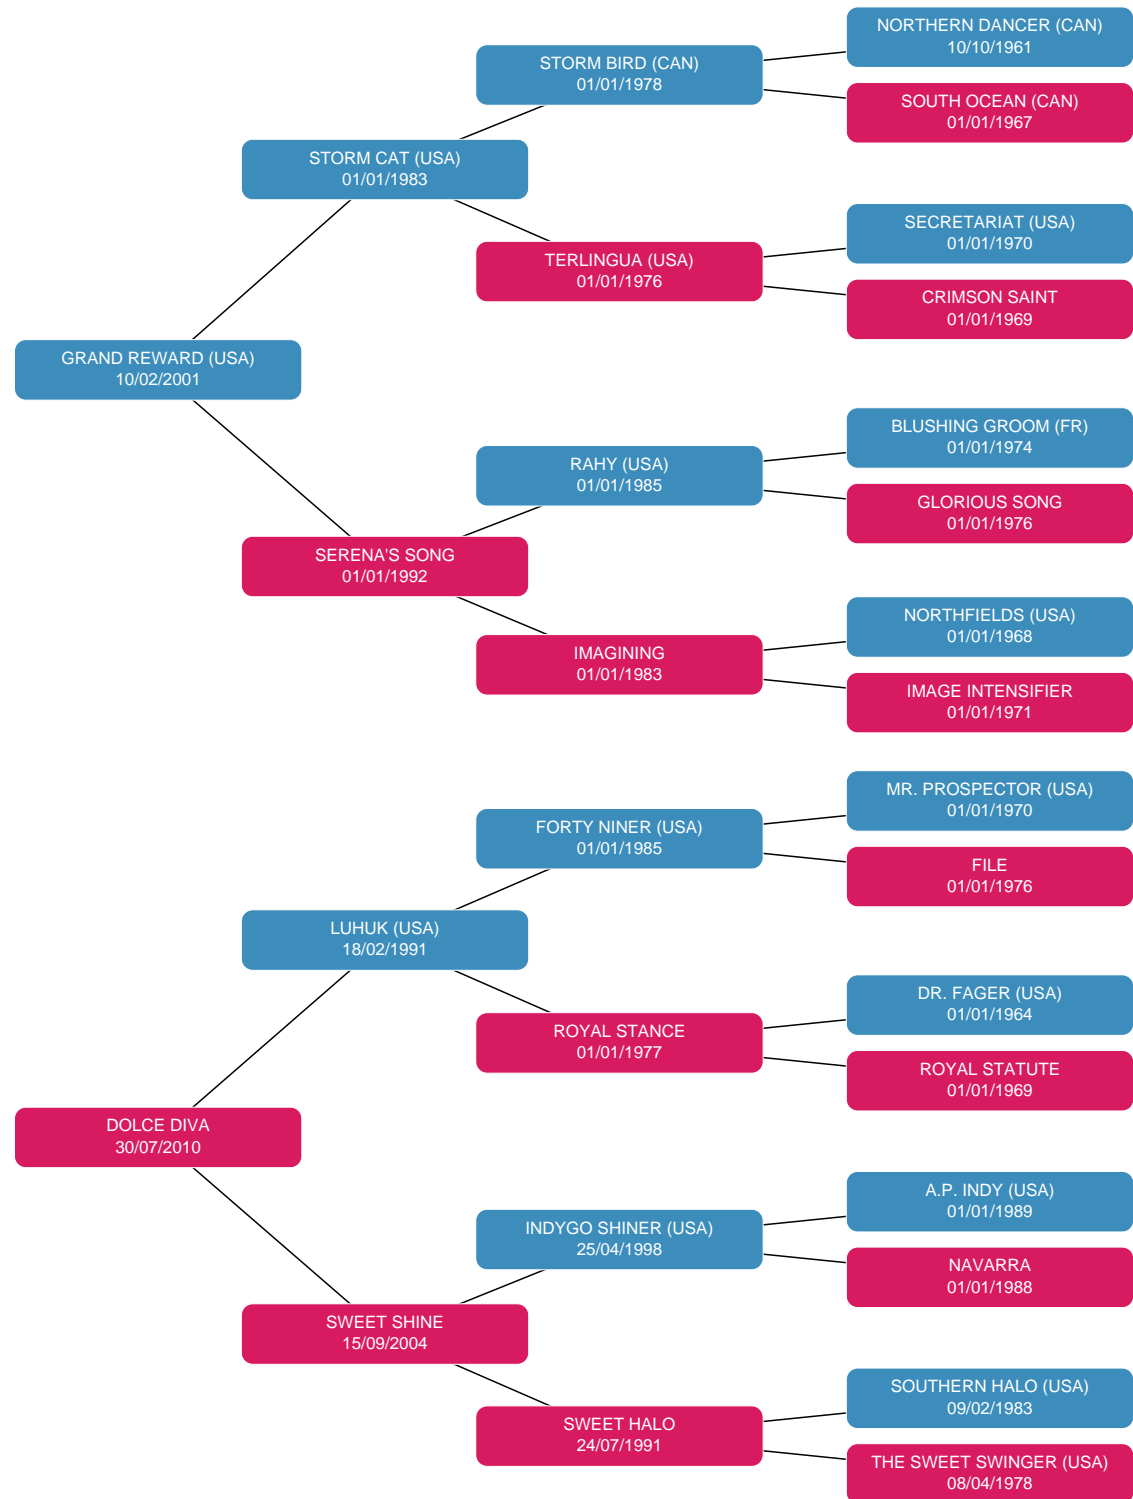 NORTHERN DANCER (CAN)
10/10/1961
STORM BIRD (CAN)
01/01/1978
SOUTH OCEAN (CAN)
01/01/1967
STORM CAT (USA)
01/01/1983
SECRETARIAT (USA)
01/01/1970
TERLINGUA (USA)
01/01/1976
CRIMSON SAINT
01/01/1969
GRAND REWARD (USA)
10/02/2001
BLUSHING GROOM (FR)
01/01/1974
RAHY (USA)
01/01/1985
GLORIOUS SONG
01/01/1976
SERENA'S SONG
01/01/1992
NORTHFIELDS (USA)
01/01/1968
IMAGINING
01/01/1983
IMAGE INTENSIFIER
01/01/1971
MR. PROSPECTOR (USA)
01/01/1970
FORTY NINER (USA)
01/01/1985
FILE
01/01/1976
LUHUK (USA)
18/02/1991
DR. FAGER (USA)
01/01/1964
ROYAL STANCE
01/01/1977
ROYAL STATUTE
01/01/1969
DOLCE DIVA
30/07/2010
A.P. INDY (USA)
01/01/1989
INDYGO SHINER (USA)
25/04/1998
NAVARRA
01/01/1988
SWEET SHINE
15/09/2004
SOUTHERN HALO (USA)
09/02/1983
SWEET HALO
24/07/1991
THE SWEET SWINGER (USA)
08/04/1978